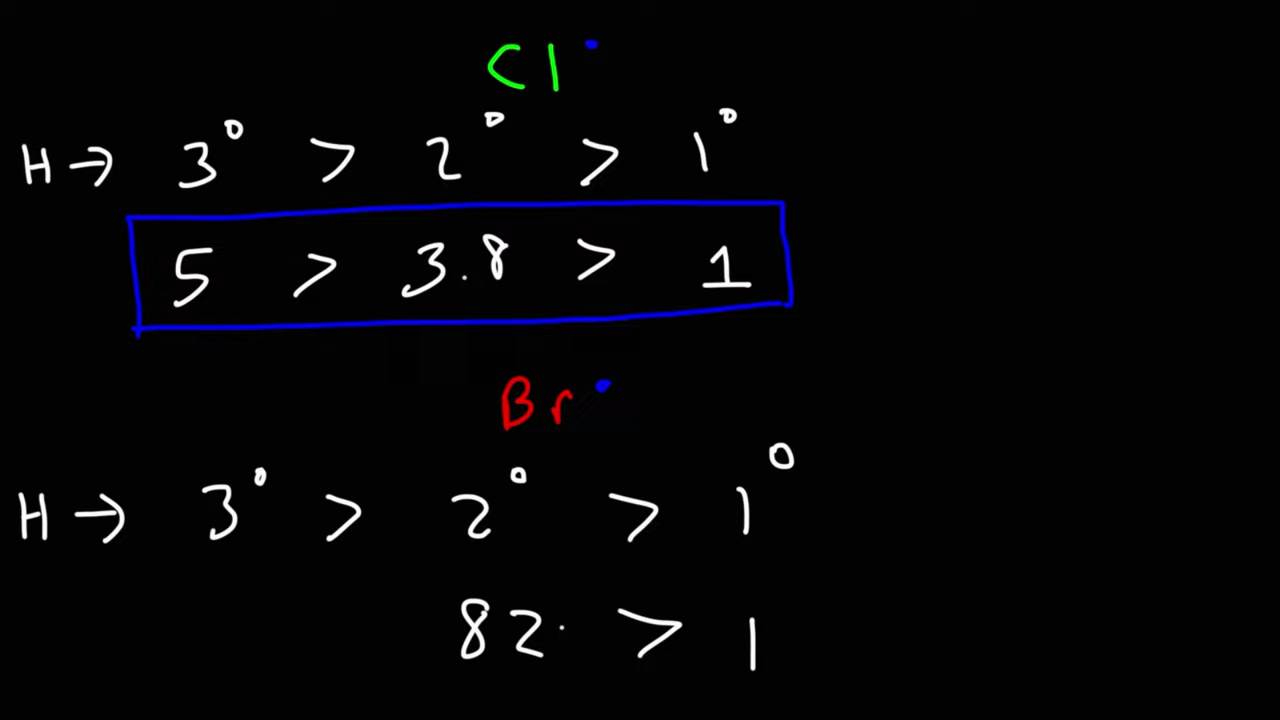 Cl•
H → 3° > 2° > 1°
5 > 3.8 > 1
Br•
H → 3° > 2° > 1°
82. > 1